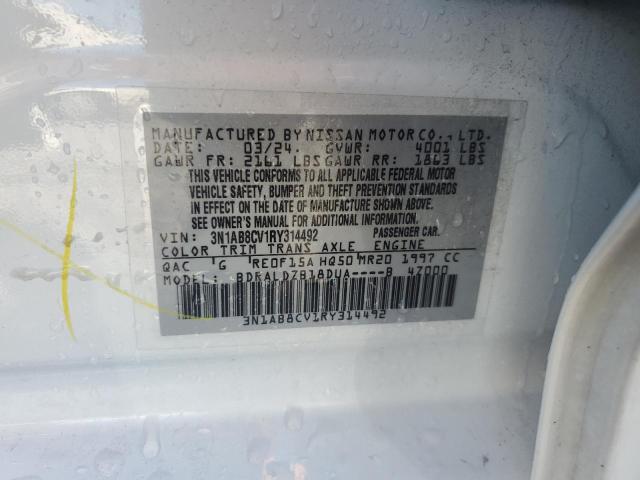 MANUFACTURED BY NISSAN MOTOR CO., LTD.
DATE: 03/24 GVWR: 4001 LBS
GAWR FR: 2161 LBS GAWR RR: 1863 LBS
THIS VEHICLE CONFORMS TO ALL APPLICABLE FEDERAL MOTOR
VEHICLE SAFETY, BUMPER AND THEFT PREVENTION STANDARDS
IN EFFECT ON THE DATE OF MANUFACTURE SHOWN ABOVE.
SEE OWNER'S MANUAL FOR ADDITIONAL INFORMATION.
VIN: 3N1AB8CV1RY314492 PASSENGER CAR
COLOR TRIM TRANS AXLE ENGINE
QAC G RE0F15A HQ50 MR20 1997 CC
MODEL: BDRALDZB18DUA----B 4Z000
3N1AB8CV1RY314492